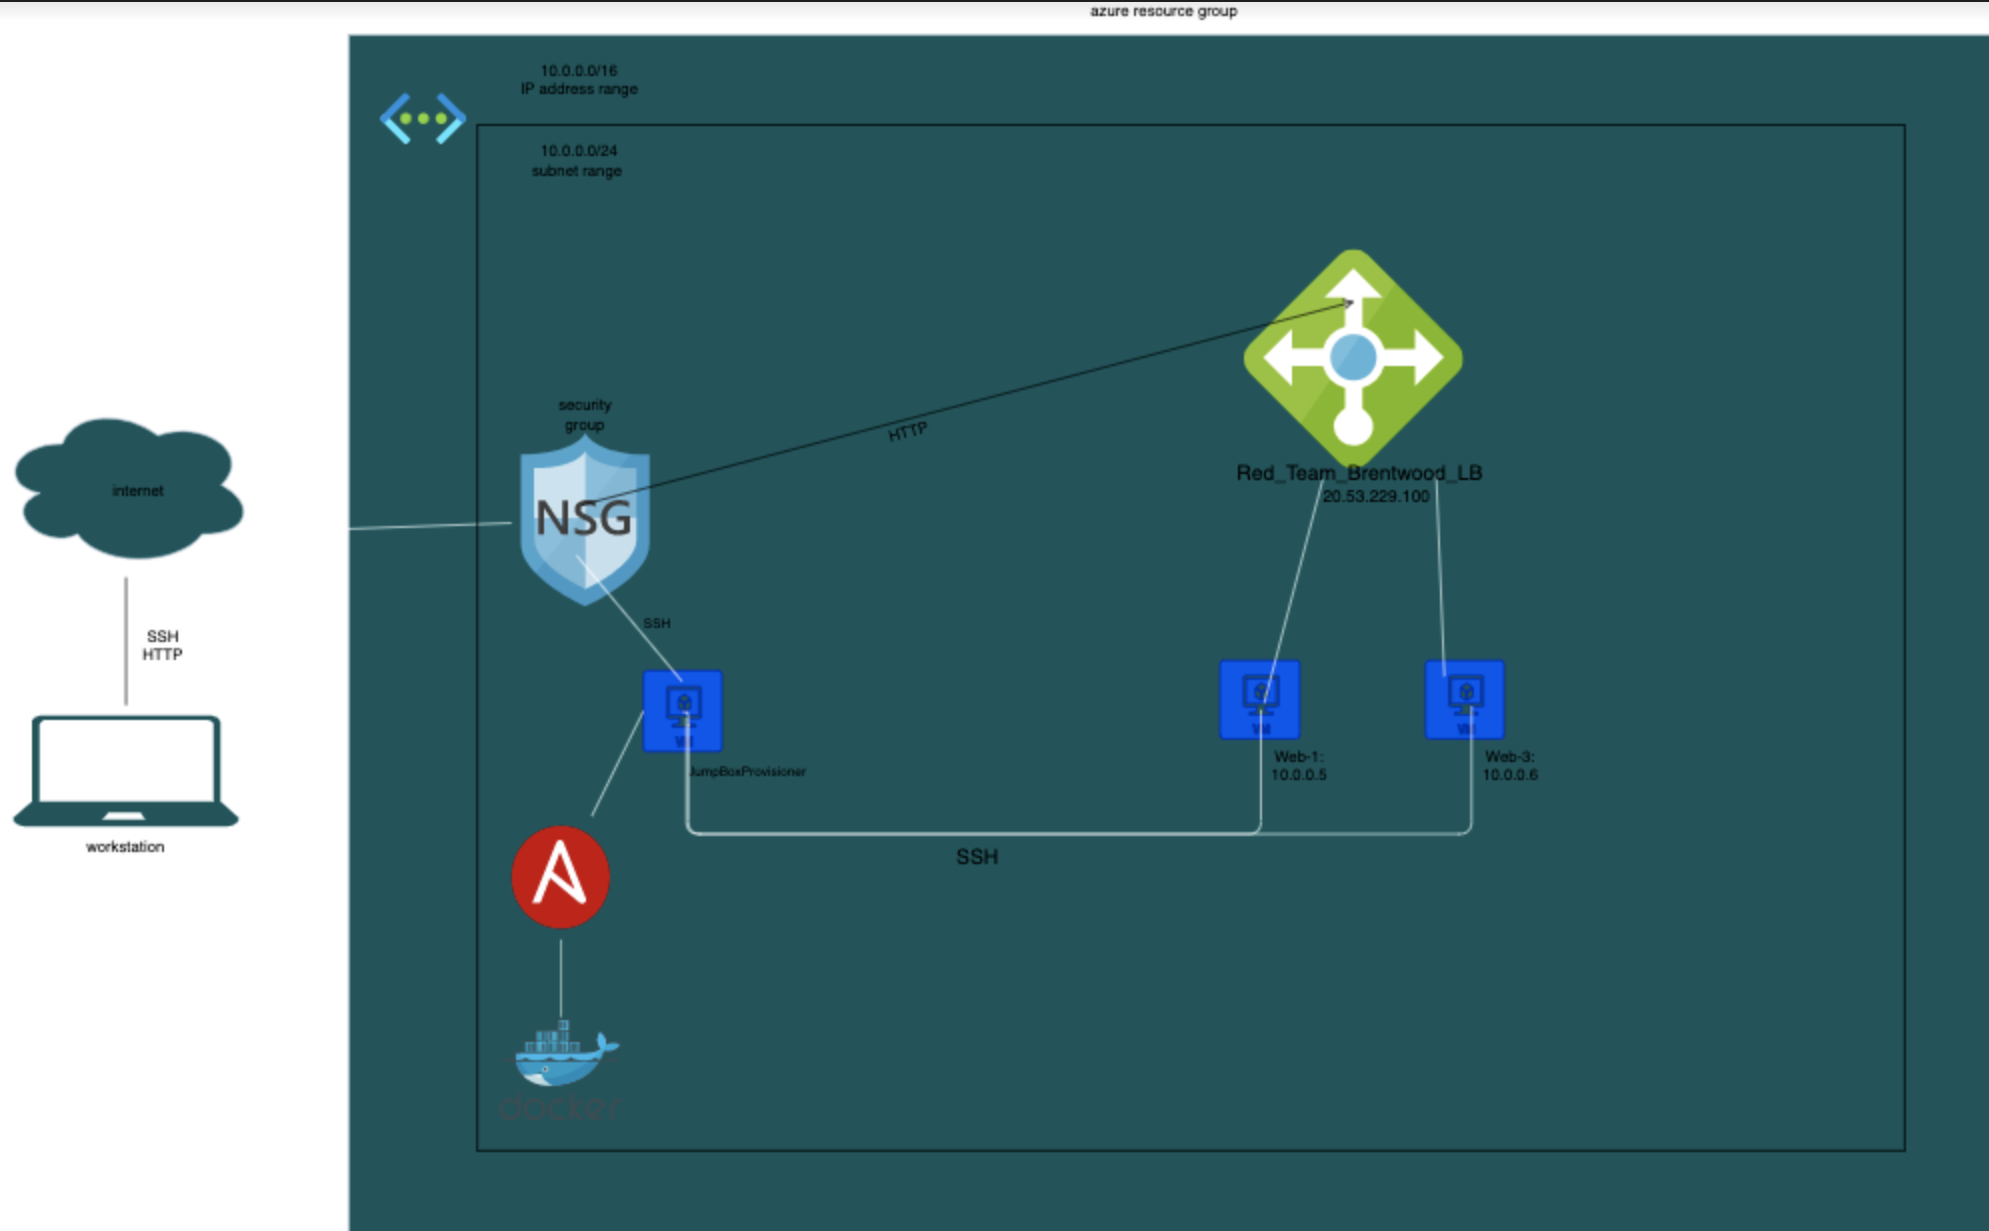 azure resource group
10.0.0.0/16
IP address range
10.0.0.0/24
subnet range
security
group
NSG
HTTP
Red_Team_Brentwood_LB
20.53.229.100
internet
SSH
HTTP
workstation
SSH
VM
JumpBoxProvisioner
VM
Web-1:
10.0.0.5
VM
Web-3:
10.0.0.6
SSH
docker